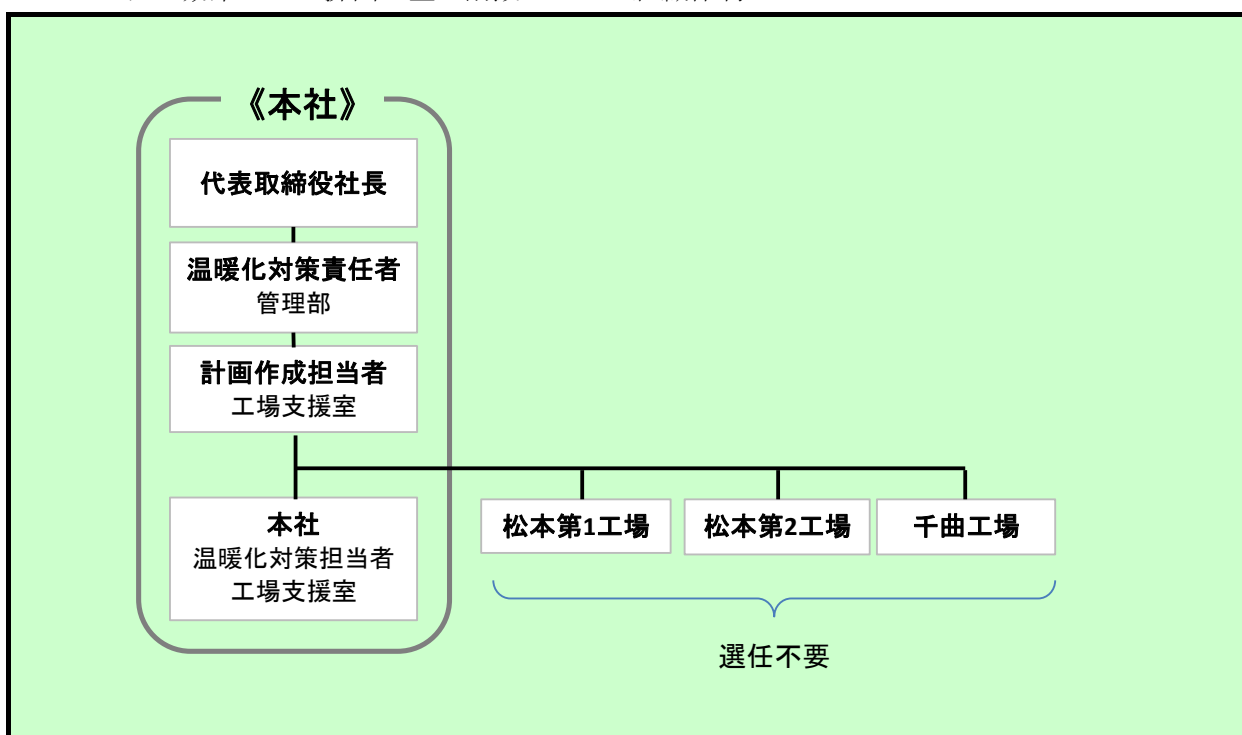 《本社》
代表取締役社長
温暖化対策責任者
管理部
計画作成担当者
工場支援室
本社
温暖化対策担当者
工場支援室
松本第1工場
松本第2工場
千曲工場
選任不要